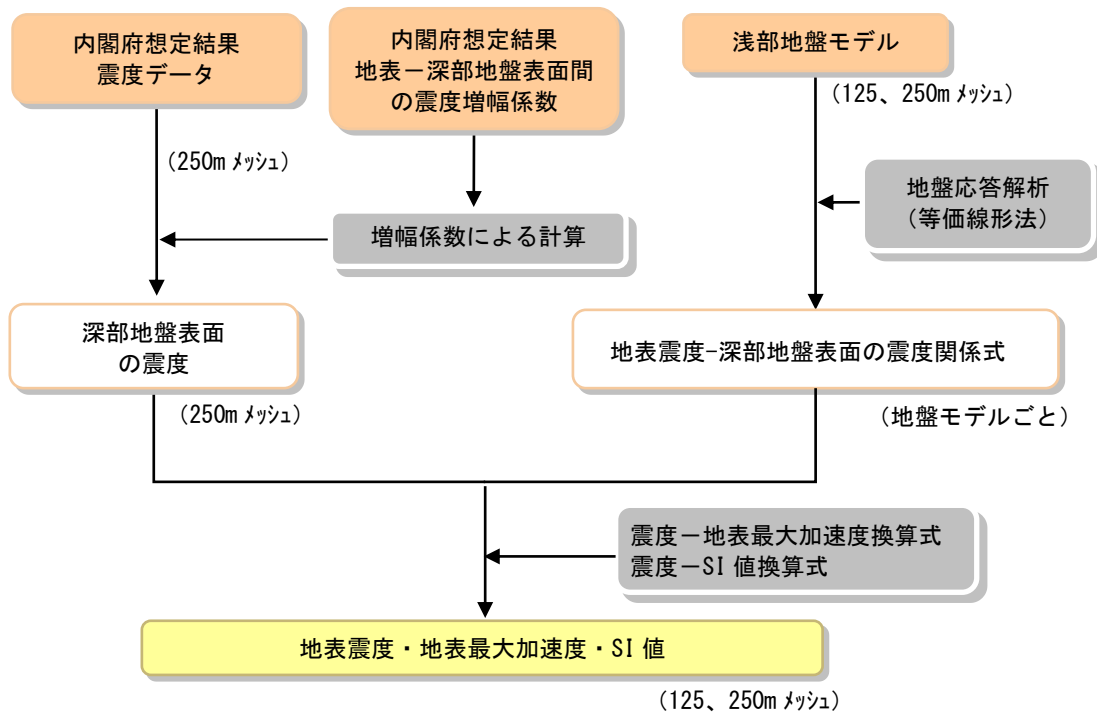 内閣府想定結果
震度データ
内閣府想定結果
地表－深部地盤表面間
の震度増幅係数
浅部地盤モデル
(125、250m ﾒｯｼｭ)
(250m ﾒｯｼｭ)
地盤応答解析
(等価線形法)
増幅係数による計算
深部地盤表面
の震度
(250m ﾒｯｼｭ)
地表震度-深部地盤表面の震度関係式
(地盤モデルごと)
震度－地表最大加速度換算式
震度－SI 値換算式
地表震度・地表最大加速度・SI 値
(125、250m ﾒｯｼｭ)